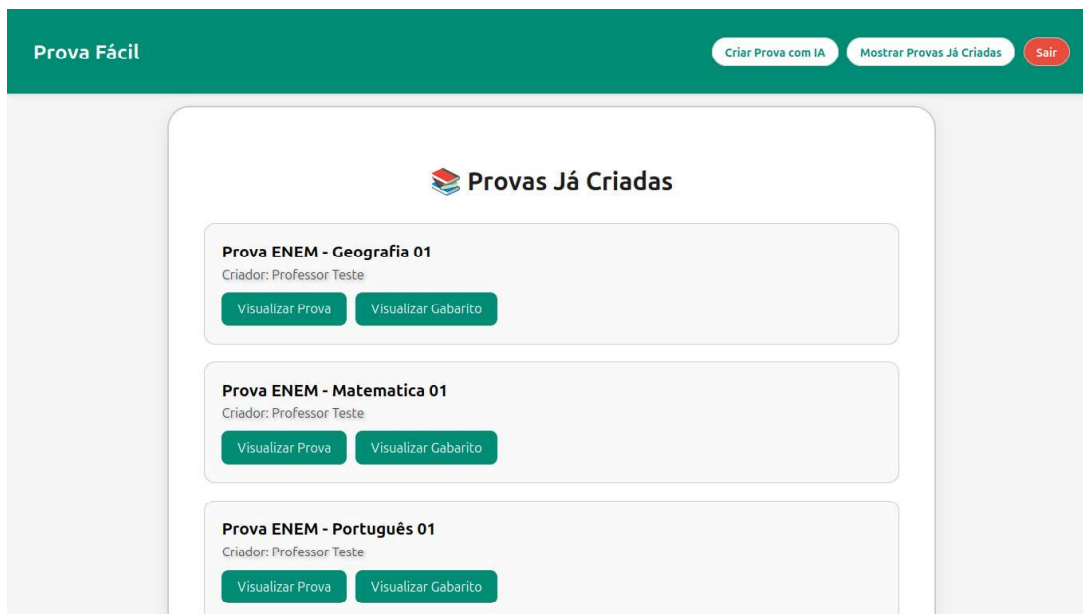 Prova Fácil
Criar Prova com IA
Mostrar Provas Já Criadas
Sair
📚 Provas Já Criadas
Prova ENEM - Geografia 01
Criador: Professor Teste
Visualizar Prova
Visualizar Gabarito
Prova ENEM - Matematica 01
Criador: Professor Teste
Visualizar Prova
Visualizar Gabarito
Prova ENEM - Português 01
Criador: Professor Teste
Visualizar Prova
Visualizar Gabarito